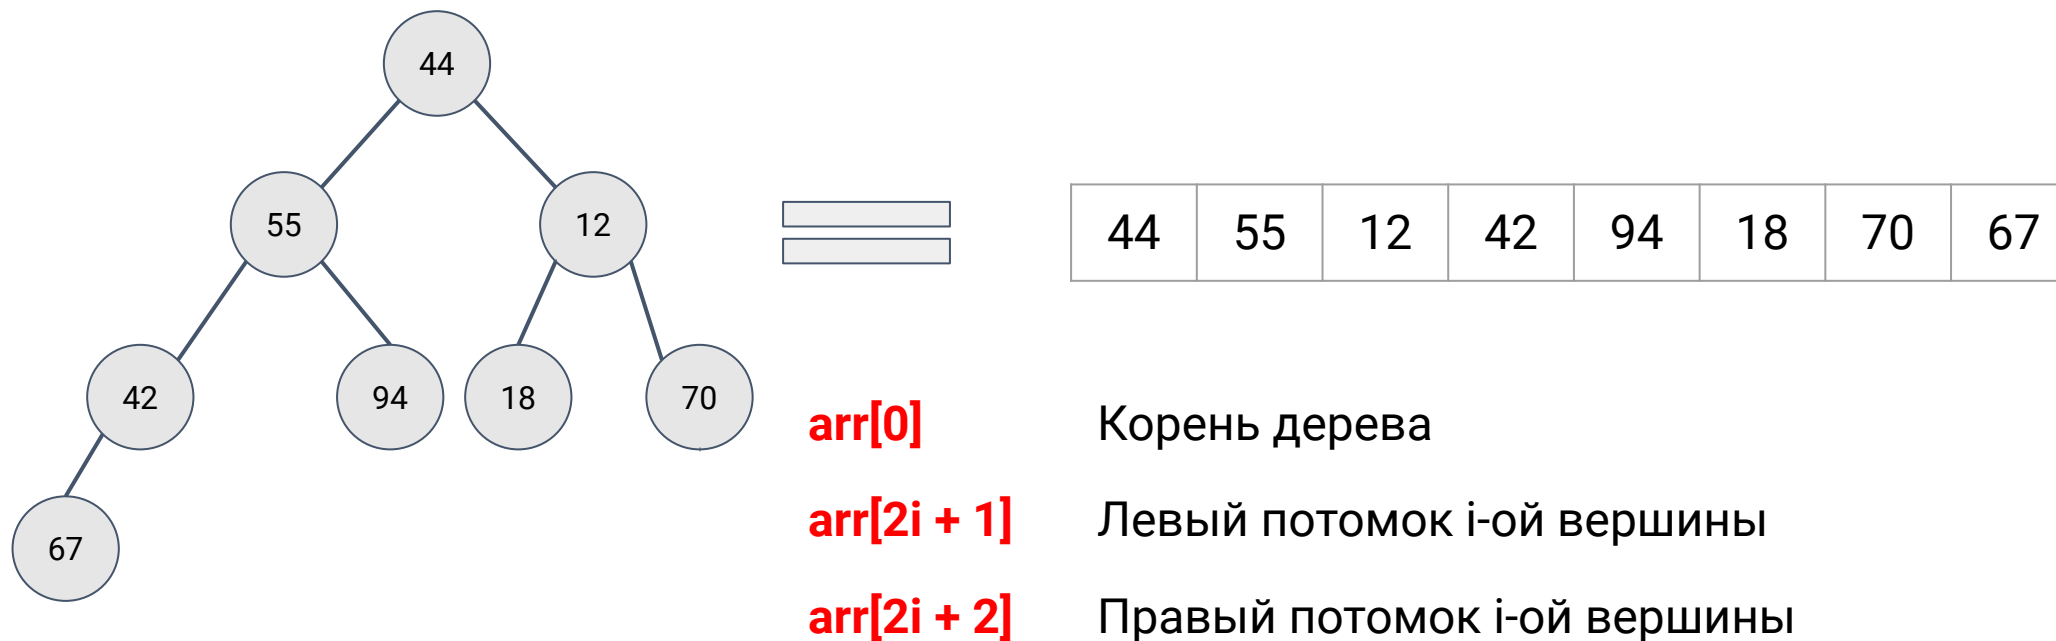 44
55 12
42 94 18 70
67
44 55 12 42 94 18 70 67
arr[0] Корень дерева
arr[2i + 1] Левый потомок i-ой вершины
arr[2i + 2] Правый потомок i-ой вершины